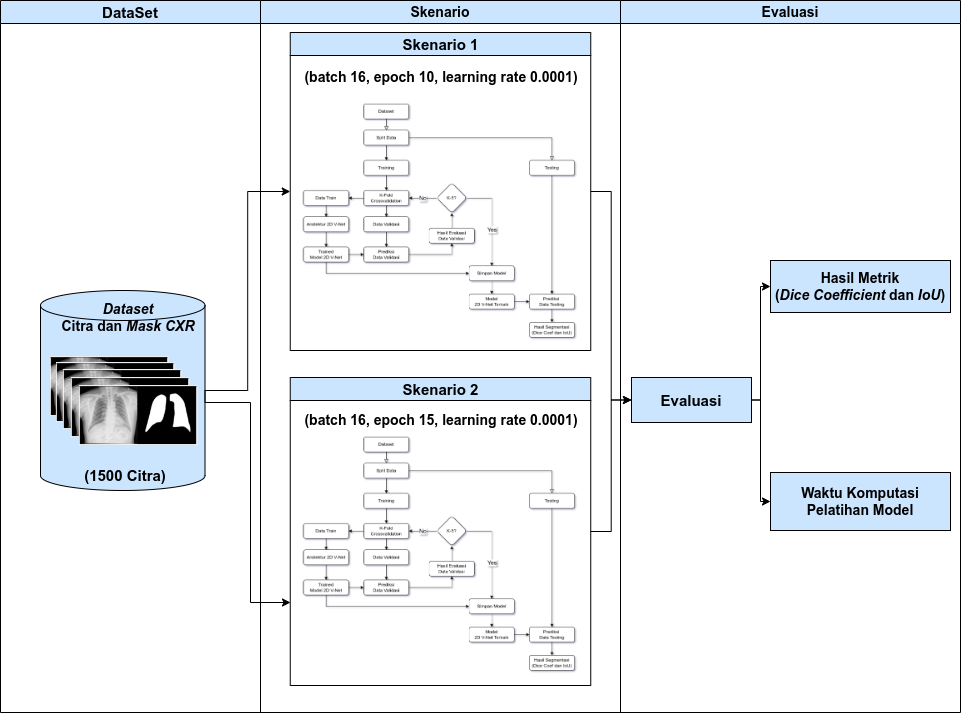 DataSet
Skenario
Evaluasi
Dataset
Citra dan Mask CXR
(1500 Citra)
Skenario 1
(batch 16, epoch 10, learning rate 0.0001)
Dataset
Split Data
Training
Testing
Data Train
K-Fold
Crossvalidation
No
K-5?
Arsitektur 2D V-Net
Data Validasi
Hasil Evaluasi
Data Validasi
Yes
Trained
Model 2D V-Net
Prediksi
Data Validasi
Simpan Model
Model
2D V-Net Terbaik
Prediksi
Data Testing
Hasil Segmentasi
(Dice Coef dan IoU)
Skenario 2
(batch 16, epoch 15, learning rate 0.0001)
Dataset
Split Data
Training
Testing
Data Train
K-Fold
Crossvalidation
No
K-5?
Arsitektur 2D V-Net
Data Validasi
Hasil Evaluasi
Data Validasi
Yes
Trained
Model 2D V-Net
Prediksi
Data Validasi
Simpan Model
Model
2D V-Net Terbaik
Prediksi
Data Testing
Hasil Segmentasi
(Dice Coef dan IoU)
Evaluasi
Hasil Metrik
(Dice Coefficient dan IoU)
Waktu Komputasi
Pelatihan Model